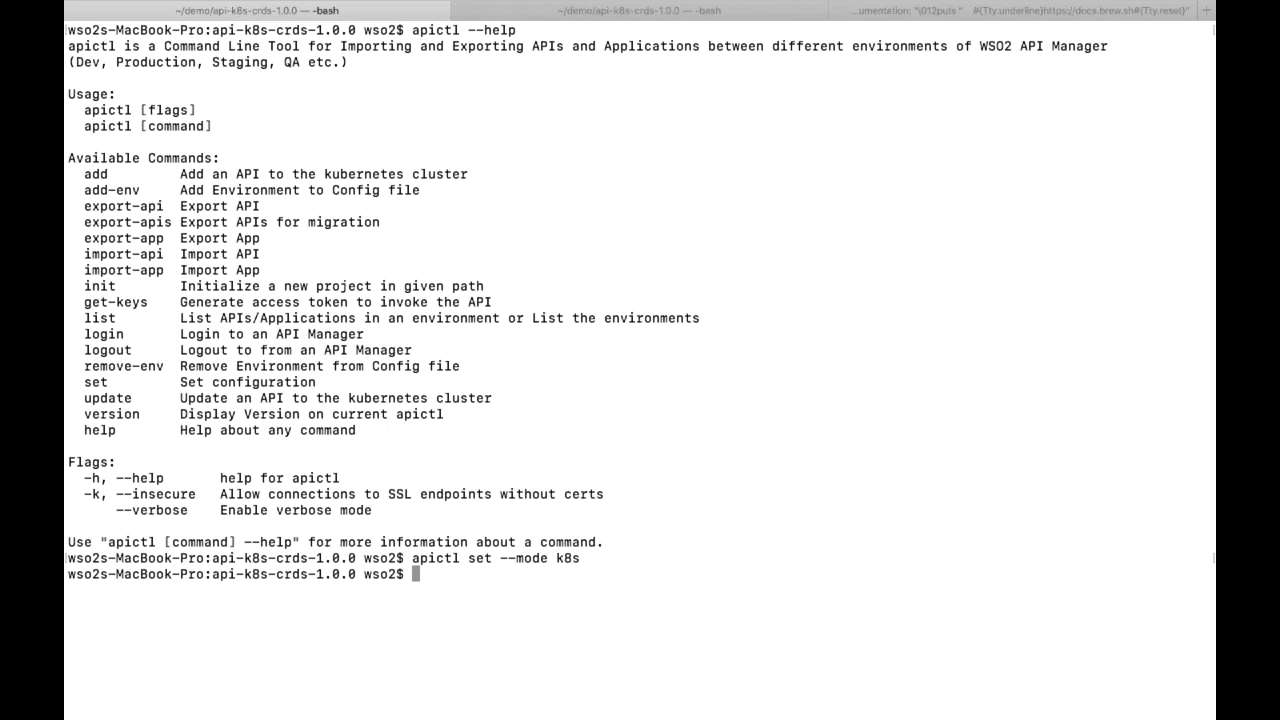 ~/demo/api-k8s-crds-1.0.0 — -bash
~/demo/api-k8s-crds-1.0.0 — -bash
...umentation: "\012puts " #{Tty.underline}https://docs.brew.sh#{Tty.reset}"
+
wso2s-MacBook-Pro:api-k8s-crds-1.0.0 wso2$ apictl --help
apictl is a Command Line Tool for Importing and Exporting APIs and Applications between different environments of WSO2 API Manager
(Dev, Production, Staging, QA etc.)
Usage:
apictl [flags]
apictl [command]
Available Commands:
add Add an API to the kubernetes cluster
add-env Add Environment to Config file
export-api Export API
export-apis Export APIs for migration
export-app Export App
import-api Import API
import-app Import App
init Initialize a new project in given path
get-keys Generate access token to invoke the API
list List APIs/Applications in an environment or List the environments
login Login to an API Manager
logout Logout to from an API Manager
remove-env Remove Environment from Config file
set Set configuration
update Update an API to the kubernetes cluster
version Display Version on current apictl
help Help about any command
Flags:
-h, --help help for apictl
-k, --insecure Allow connections to SSL endpoints without certs
--verbose Enable verbose mode
Use "apictl [command] --help" for more information about a command.
wso2s-MacBook-Pro:api-k8s-crds-1.0.0 wso2$ apictl set --mode k8s
wso2s-MacBook-Pro:api-k8s-crds-1.0.0 wso2$